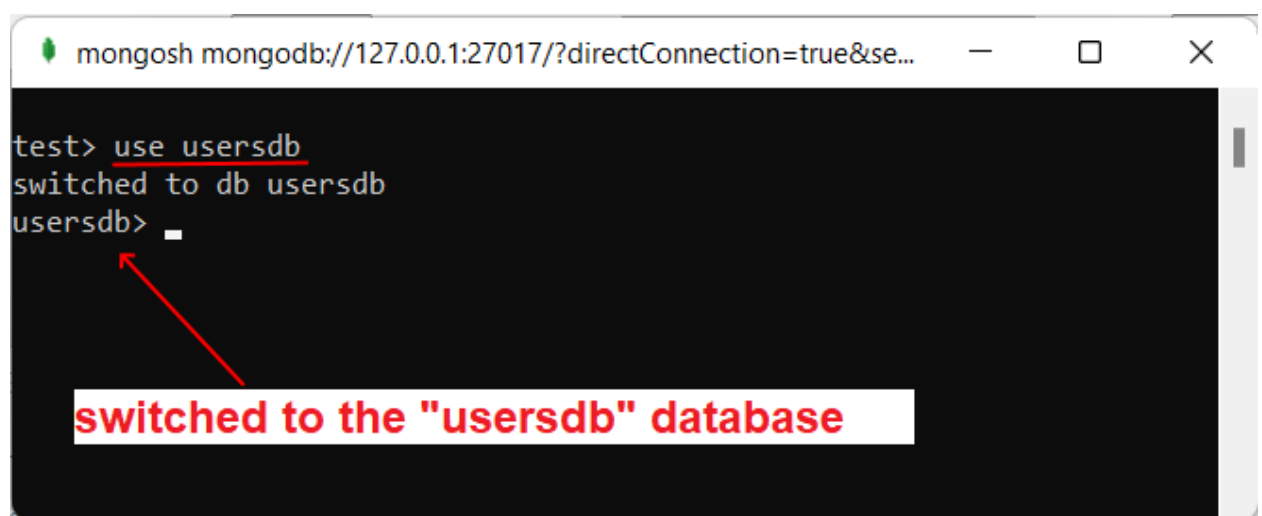 mongosh mongodb://127.0.0.1:27017/?directConnection=true&se...
test> use usersdb
switched to db usersdb
usersdb>
switched to the "usersdb" database